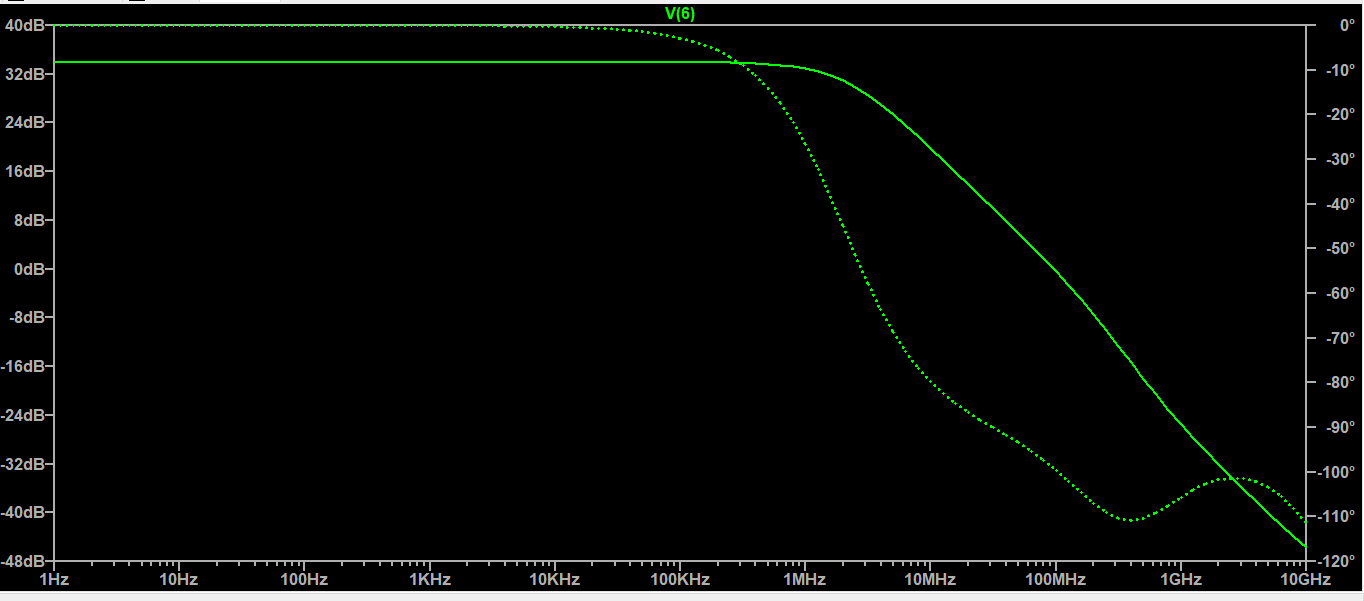 V(6)
40dB 0°
32dB -10°
24dB -20°
16dB -30°
8dB -40°
0dB -50°
-8dB -60°
-16dB -70°
-24dB -80°
-32dB -90°
-40dB -100°
-48dB -110°
-120°
1Hz 10Hz 100Hz 1KHz 10KHz 100KHz 1MHz 10MHz 100MHz 1GHz 10GHz